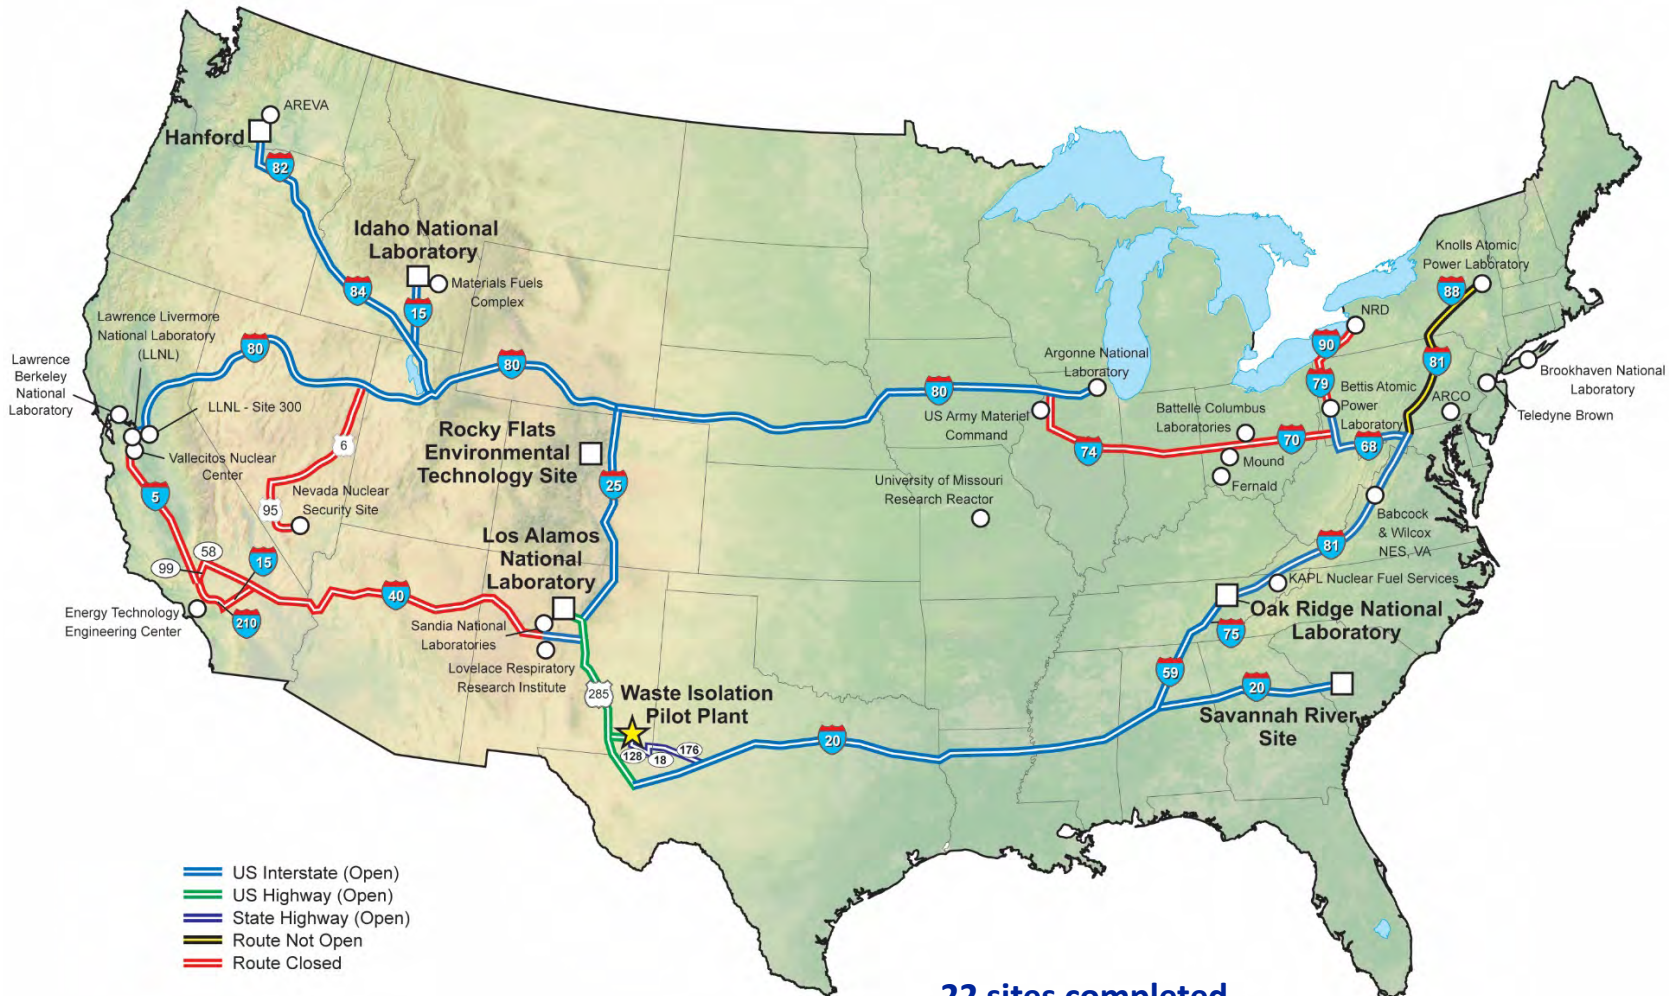 AREVA
Hanford
82
Idaho National
Laboratory
Materials Fuels
Complex
84
15
Lawrence Livermore
National Laboratory
(LLNL)
80
80
Lawrence
Berkeley
National
Laboratory
LLNL - Site 300
Vallecitos Nuclear
Center
6
Nevada Nuclear
Security Site
95
5
58
99
15
210
Energy Technology
Engineering Center
40
Rocky Flats
Environmental
Technology Site
25
Los Alamos
National
Laboratory
Sandia National
Laboratories
Lovelace Respiratory
Research Institute
285
Waste Isolation
Pilot Plant
128
18
176
20
80
Argonne National
Laboratory
US Army Materiel
Command
74
University of Missouri
Research Reactor
Battelle Columbus
Laboratories
70
Mound
Fernald
Knolls Atomic
Power Laboratory
88
NRD
90
79
81
Bettis Atomic
Power
Laboratory
68
ARCO
Brookhaven National
Laboratory
Teledyne Brown
Babcock
& Wilcox
NES, VA
81
KAPL Nuclear Fuel Services
Oak Ridge National
Laboratory
75
59
20
Savannah River
Site
US Interstate (Open)
US Highway (Open)
State Highway (Open)
Route Not Open
Route Closed
22 sites completed